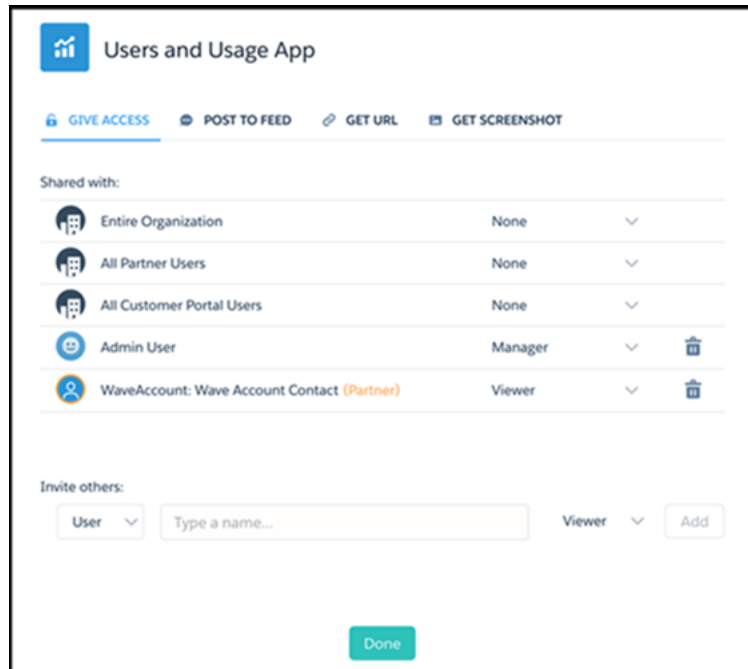 Users and Usage App
GIVE ACCESS POST TO FEED GET URL GET SCREENSHOT
Shared with:
Entire Organization None
All Partner Users None
All Customer Portal Users None
Admin User Manager
WaveAccount: Wave Account Contact (Partner) Viewer
Invite others:
User Type a name... Viewer Add
Done